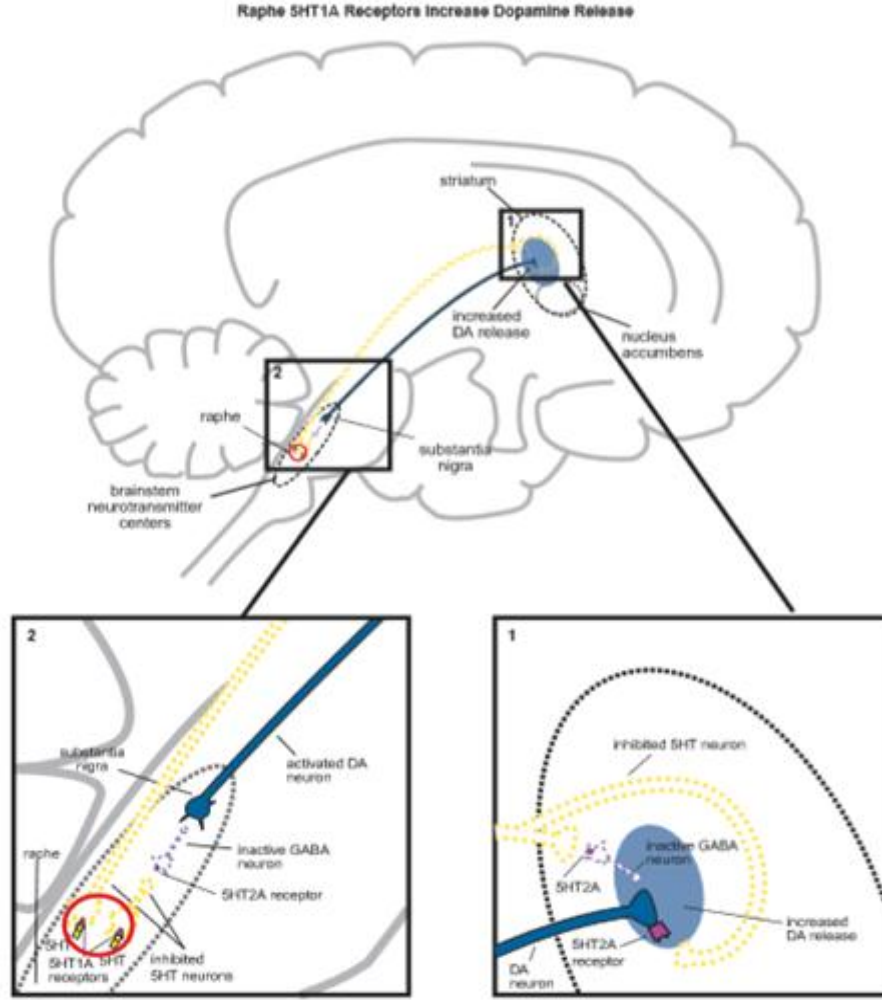 Raphe 5HT1A Receptors Increase Dopamine Release
striatum
1
increased
DA release
nucleus
accumbens
2
raphe
substantia
nigra
brainstem
neurotransmitter
centers
2
substantia
nigra
activated DA
neuron
inactive GABA
neuron
raphe
5HT2A receptor
5HT
5HT1A 5HT
receptors
inhibited
5HT neurons
1
inhibited 5HT neuron
inactive GABA
neuron
5HT2A
increased
DA release
5HT2A
receptor
DA
neuron